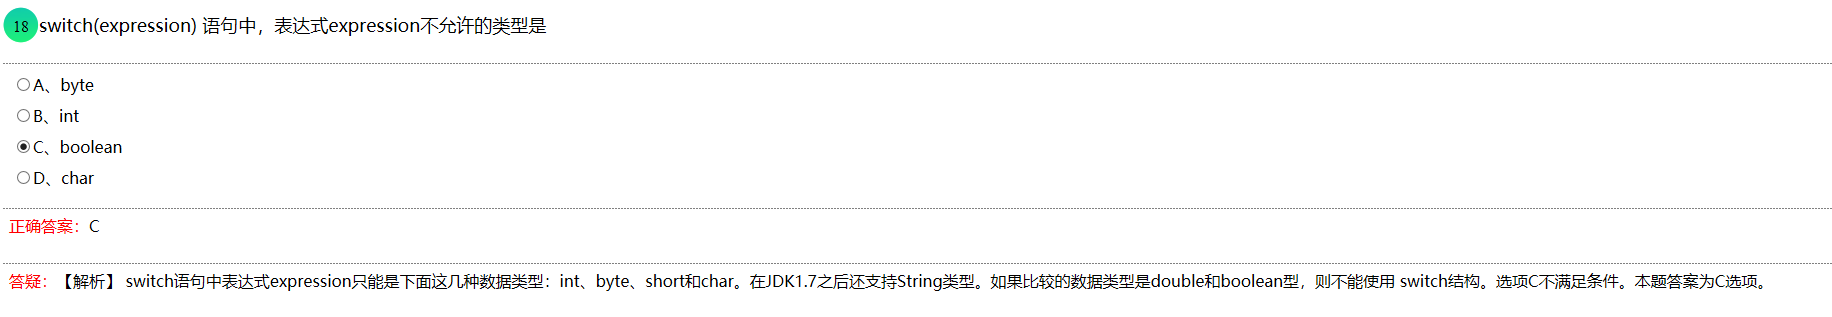 18 switch(expression) 语句中，表达式expression不允许的类型是
A、byte
B、int
C、boolean
D、char
正确答案：C
答疑：【解析】 switch语句中表达式expression只能是下面这几种数据类型：int、byte、short和char。在JDK1.7之后还支持String类型。如果比较的数据类型是double和boolean型，则不能使用 switch结构。选项C不满足条件。本题答案为C选项。